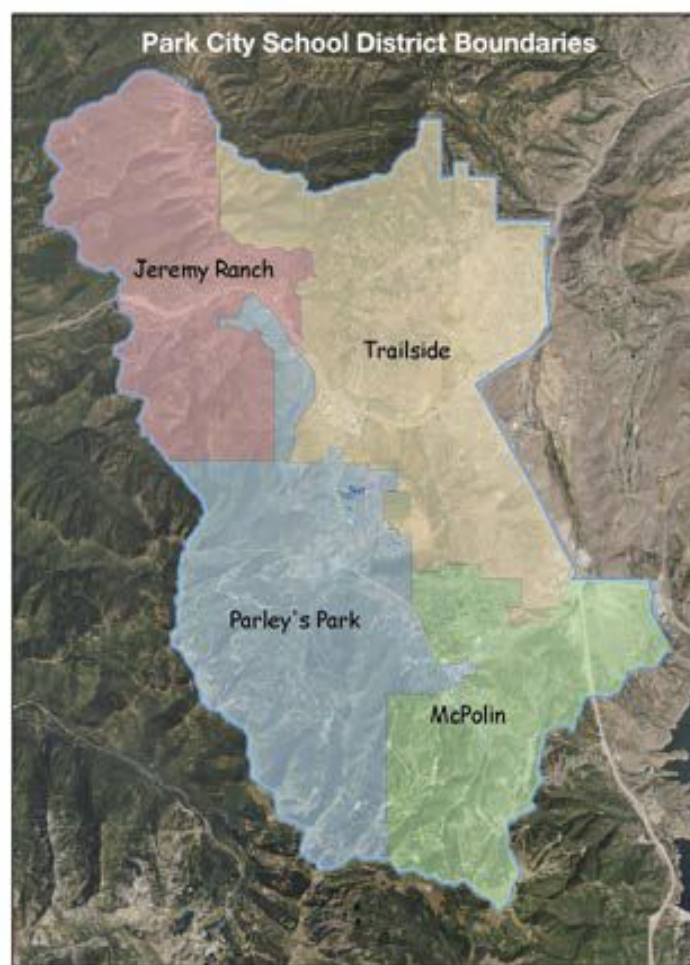 Park City School District Boundaries
Jeremy Ranch
Trailside
Parley's Park
McPolin